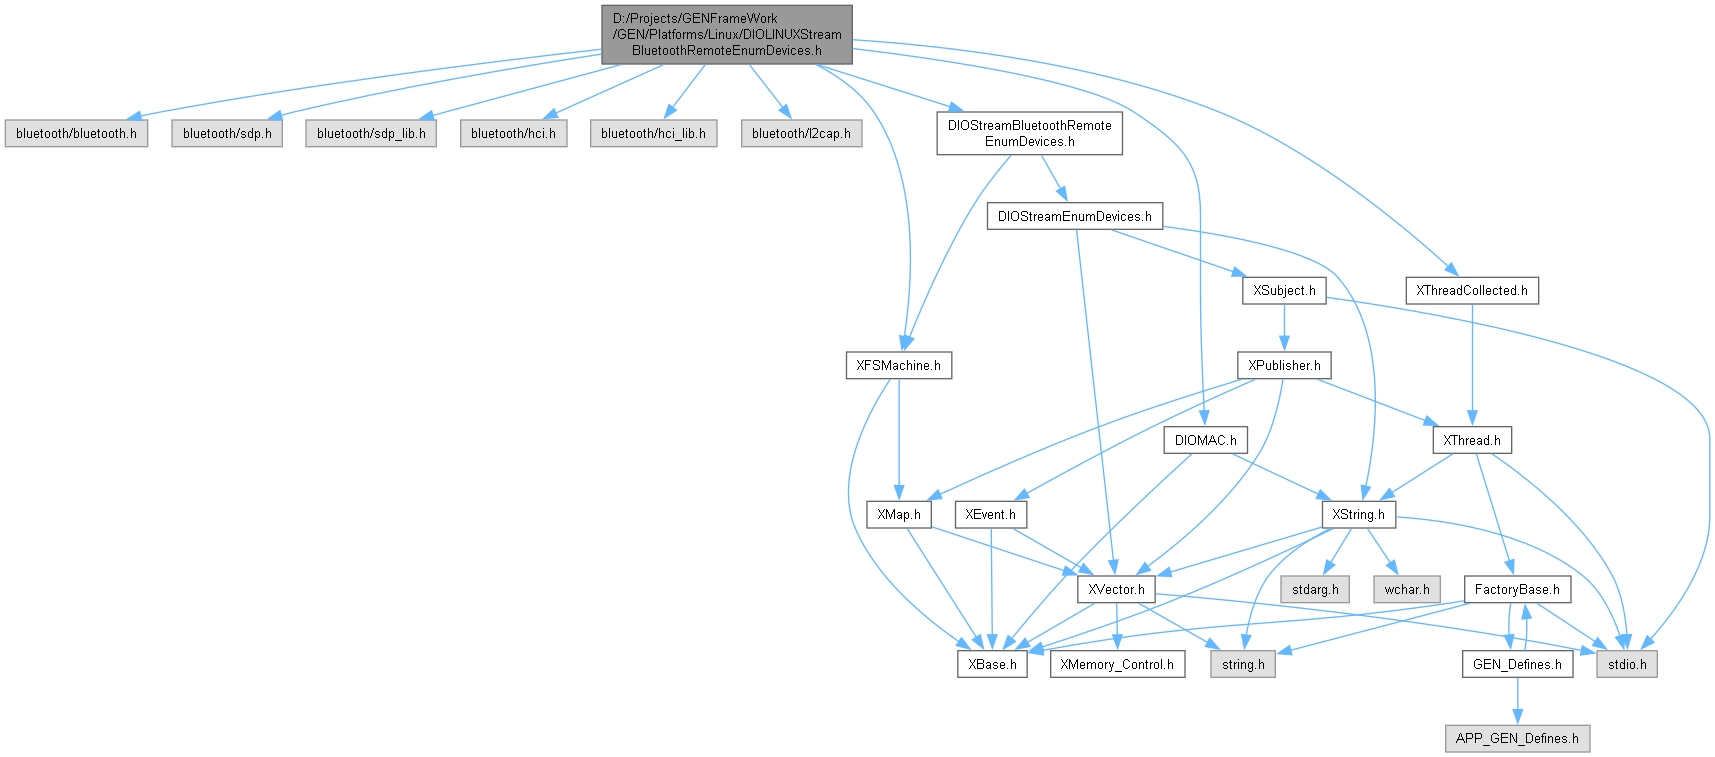 D:/Projects/GENFrameWork
/GEN/Platforms/Linux/DIOLINUXStream
BluetoothRemoteEnumDevices.h
bluetooth/bluetooth.h
bluetooth/sdp.h
bluetooth/sdp_lib.h
bluetooth/hci.h
bluetooth/hci_lib.h
bluetooth/l2cap.h
DIOStreamBluetoothRemote
EnumDevices.h
DIOStreamEnumDevices.h
XSubject.h
XThreadCollected.h
XFSMachine.h
XPublisher.h
DIOMAC.h
XThread.h
XMap.h
XEvent.h
XString.h
XVector.h
stdarg.h
wchar.h
FactoryBase.h
XBase.h
XMemory_Control.h
string.h
GEN_Defines.h
stdio.h
APP_GEN_Defines.h